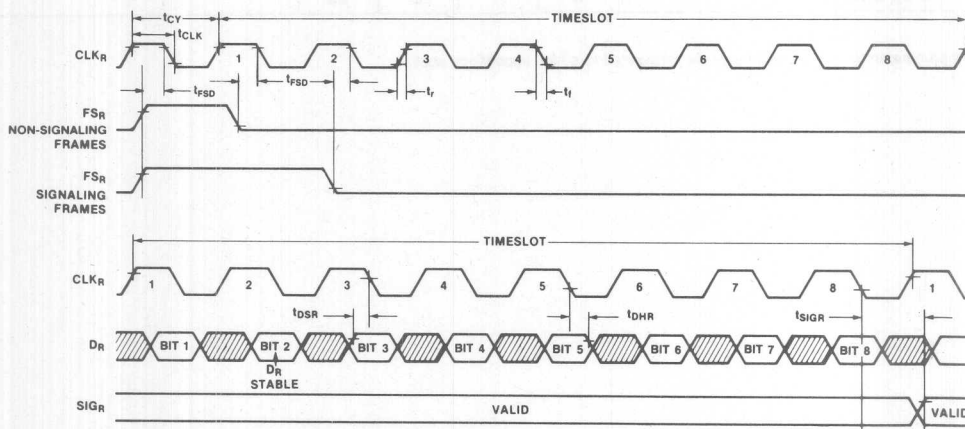 tCY
TIMESLOT
tCLK
CLKR
1 2 3 4 5 6 7 8
tFSD tFSD tr tf
FSR
NON-SIGNALING
FRAMES
FSR
SIGNALING
FRAMES
TIMESLOT
CLKR
1 2 3 4 5 6 7 8 1
tDSR tDHR tSIGR
DR
BIT 1 BIT 2 BIT 3 BIT 4 BIT 5 BIT 6 BIT 7 BIT 8
DR
STABLE
SIGR
VALID VALID